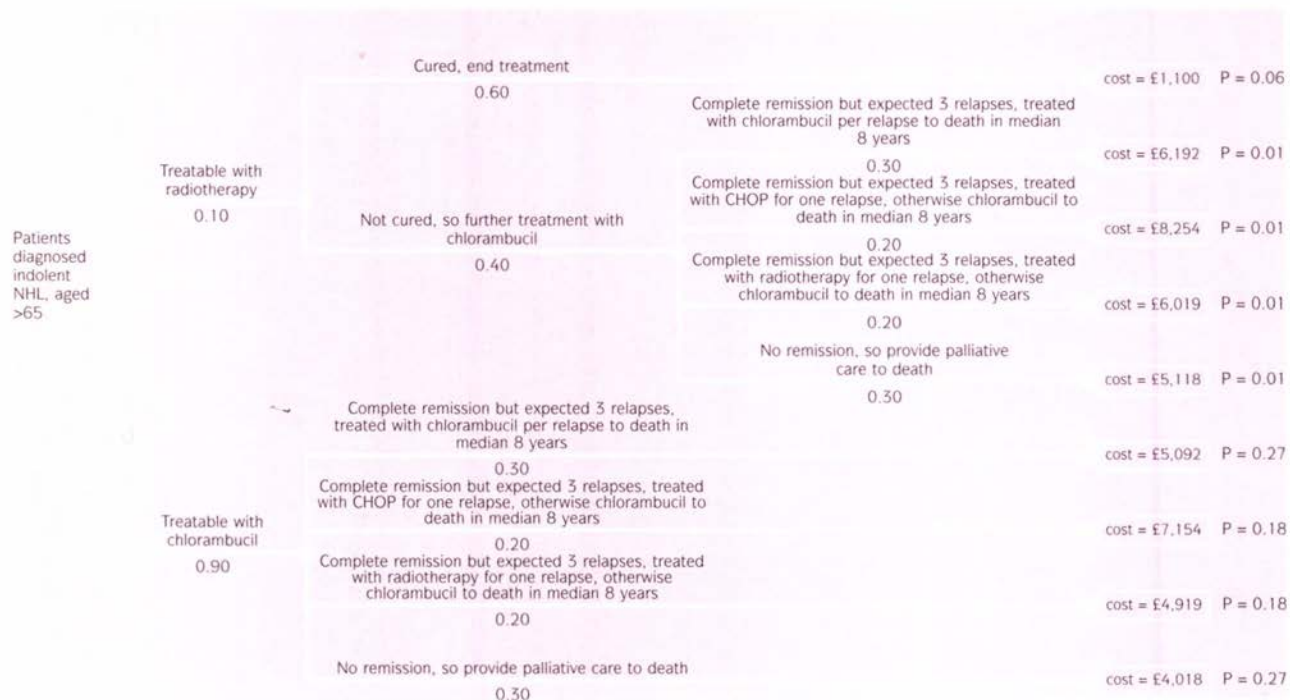 Patients
diagnosed
indolent
NHL, aged
>65
Treatable with
radiotherapy
0.10
Cured, end treatment
0.60
cost = £1,100 P = 0.06
Not cured, so further treatment with
chlorambucil
0.40
Complete remission but expected 3 relapses, treated
with chlorambucil per relapse to death in median
8 years
0.30
cost = £6,192 P = 0.01
Complete remission but expected 3 relapses, treated
with CHOP for one relapse, otherwise chlorambucil to
death in median 8 years
0.20
cost = £8,254 P = 0.01
Complete remission but expected 3 relapses, treated
with radiotherapy for one relapse, otherwise
chlorambucil to death in median 8 years
0.20
cost = £6,019 P = 0.01
No remission, so provide palliative
care to death
0.30
cost = £5,118 P = 0.01
Treatable with
chlorambucil
0.90
Complete remission but expected 3 relapses,
treated with chlorambucil per relapse to death in
median 8 years
0.30
cost = £5,092 P = 0.27
Complete remission but expected 3 relapses, treated
with CHOP for one relapse, otherwise chlorambucil to
death in median 8 years
0.20
cost = £7,154 P = 0.18
Complete remission but expected 3 relapses, treated
with radiotherapy for one relapse, otherwise
chlorambucil to death in median 8 years
0.20
cost = £4,919 P = 0.18
No remission, so provide palliative care to death
0.30
cost = £4,018 P = 0.27